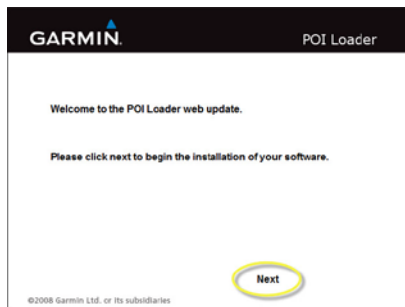 GARMIN. POI Loader
Welcome to the POI Loader web update.
Please click next to begin the installation of your software.
Next
©2008 Garmin Ltd. or its subsidiaries